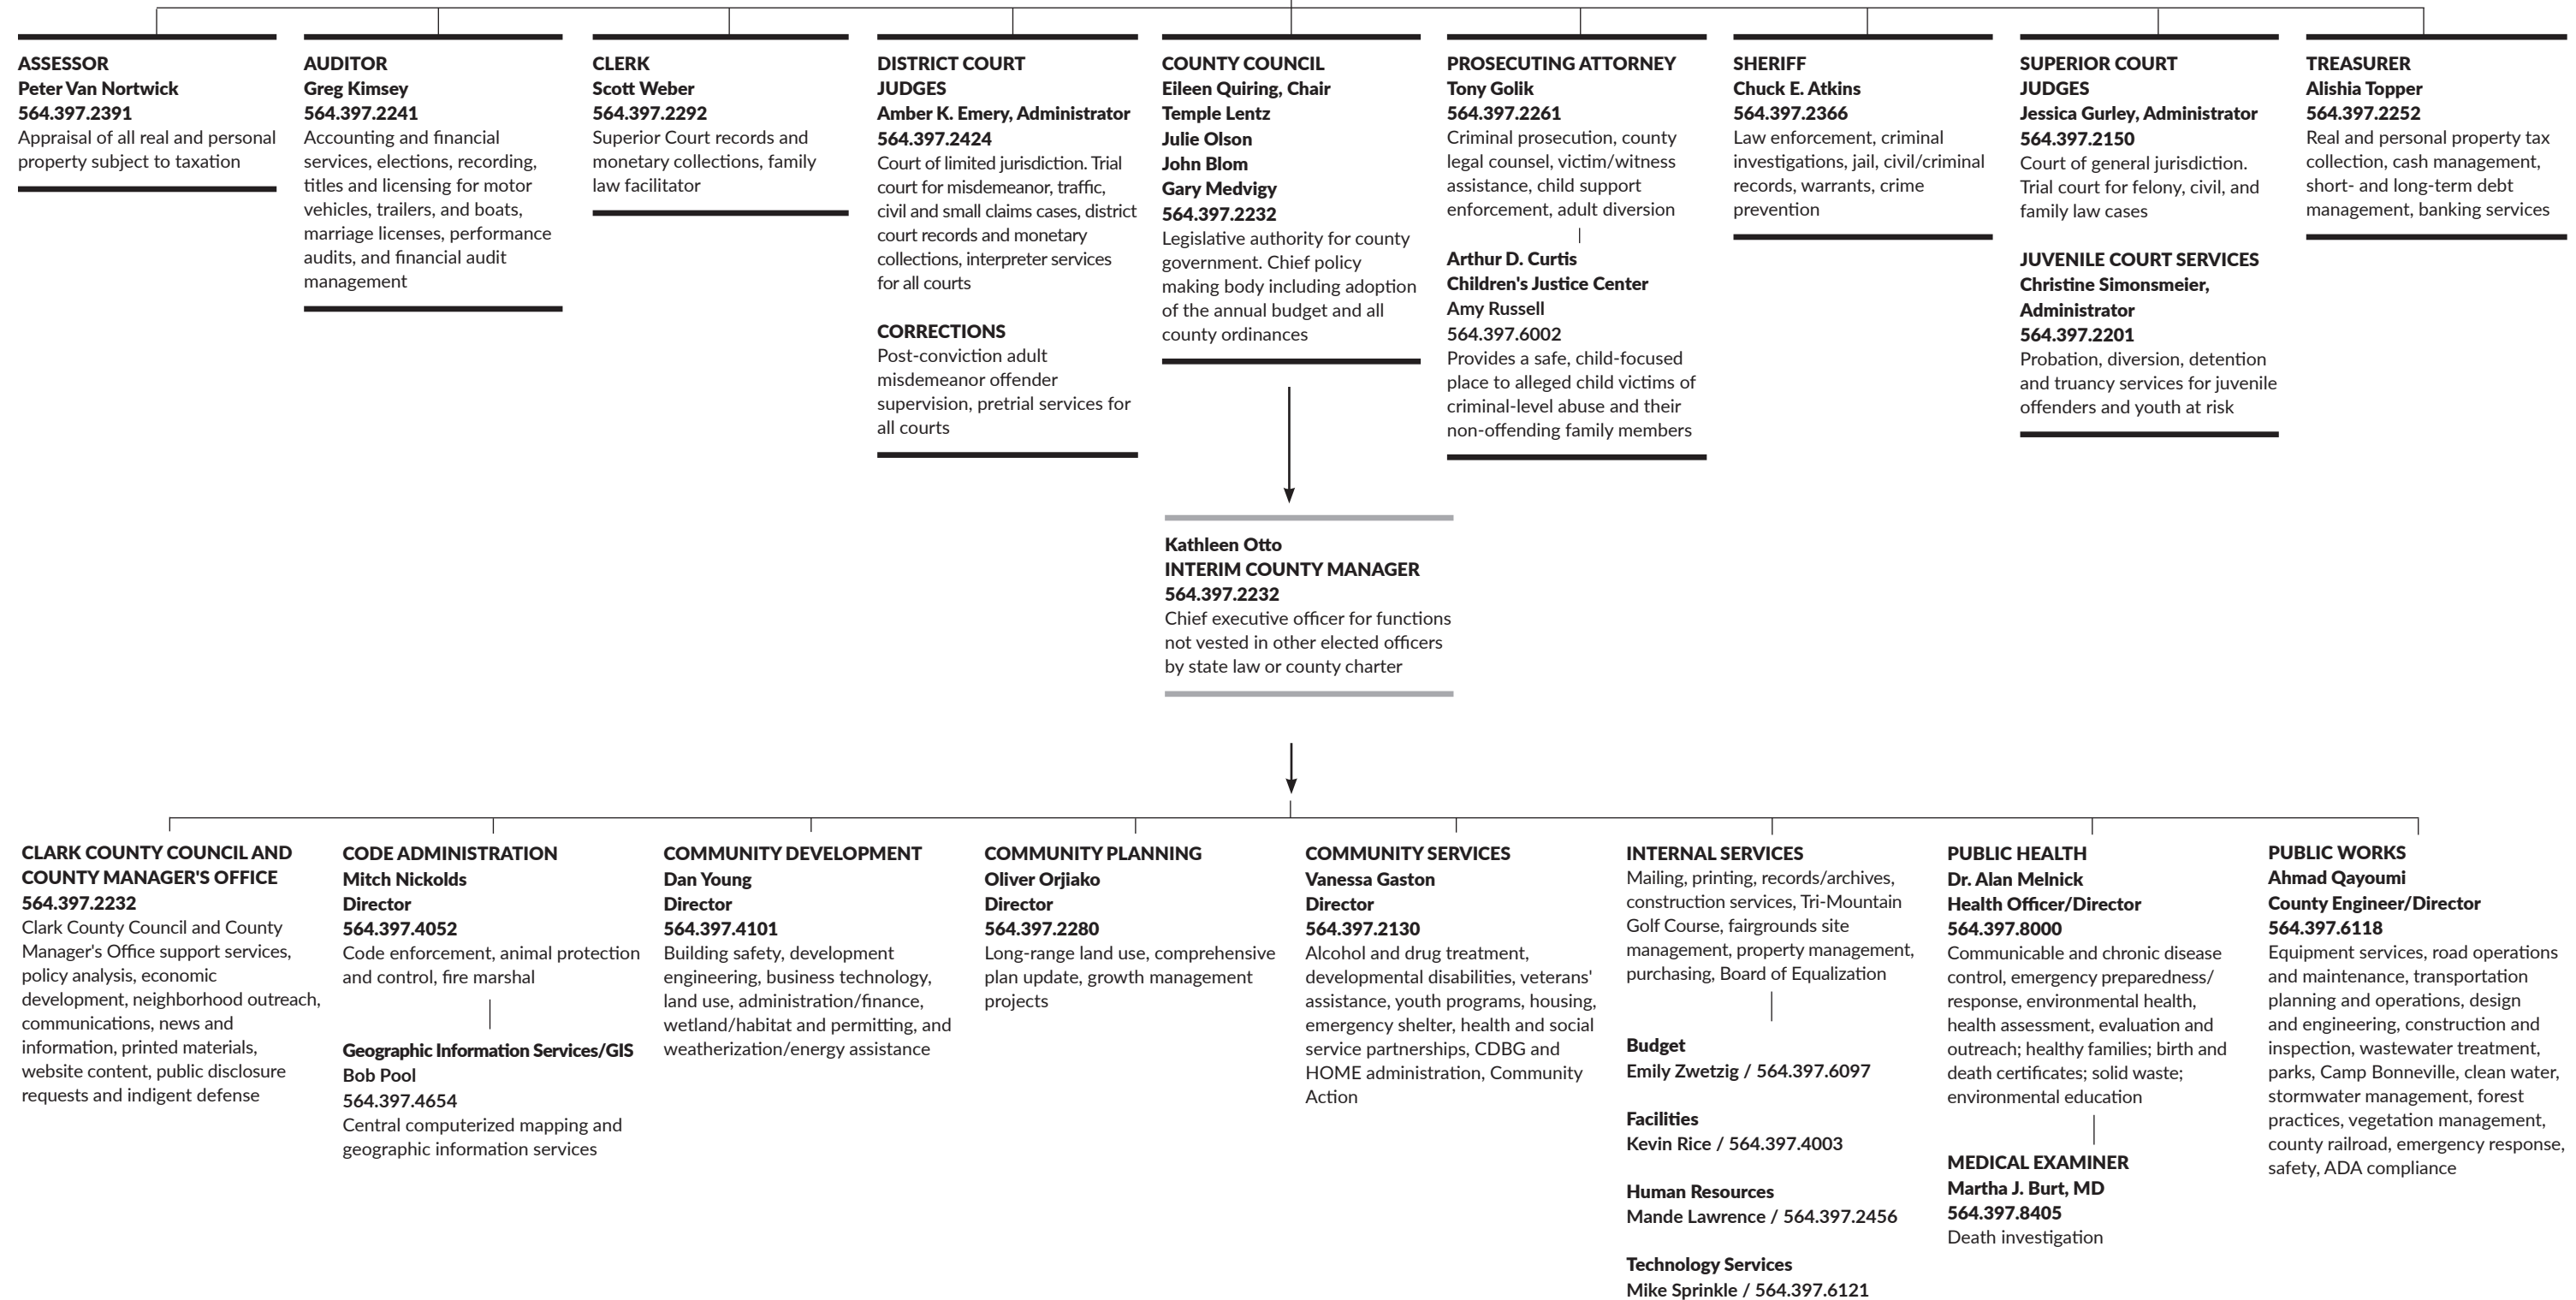 ASSESSOR
Peter Van Nortwick
564.397.2391
Appraisal of all real and personal
property subject to taxation
AUDITOR
Greg Kimsey
564.397.2241
Accounting and financial
services, elections, recording,
titles and licensing for motor
vehicles, trailers, and boats,
marriage licenses, performance
audits, and financial audit
management
CLERK
Scott Weber
564.397.2292
Superior Court records and
monetary collections, family
law facilitator
DISTRICT COURT
JUDGES
Amber K. Emery, Administrator
564.397.2424
Court of limited jurisdiction. Trial
court for misdemeanor, traffic,
civil and small claims cases, district
court records and monetary
collections, interpreter services
for all courts
CORRECTIONS
Post-conviction adult
misdemeanor offender
supervision, pretrial services for
all courts
COUNTY COUNCIL
Eileen Quiring, Chair
Temple Lentz
Julie Olson
John Blom
Gary Medvigy
564.397.2232
Legislative authority for county
government. Chief policy
making body including adoption
of the annual budget and all
county ordinances
PROSECUTING ATTORNEY
Tony Golik
564.397.2261
Criminal prosecution, county
legal counsel, victim/witness
assistance, child support
enforcement, adult diversion
Arthur D. Curtis
Children's Justice Center
Amy Russell
564.397.6002
Provides a safe, child-focused
place to alleged child victims of
criminal-level abuse and their
non-offending family members
SHERIFF
Chuck E. Atkins
564.397.2366
Law enforcement, criminal
investigations, jail, civil/criminal
records, warrants, crime
prevention
SUPERIOR COURT
JUDGES
Jessica Gurley, Administrator
564.397.2150
Court of general jurisdiction.
Trial court for felony, civil, and
family law cases
JUVENILE COURT SERVICES
Christine Simonsmeier,
Administrator
564.397.2201
Probation, diversion, detention
and truancy services for juvenile
offenders and youth at risk
TREASURER
Alishia Topper
564.397.2252
Real and personal property tax
collection, cash management,
short- and long-term debt
management, banking services
Kathleen Otto
INTERIM COUNTY MANAGER
564.397.2232
Chief executive officer for functions
not vested in other elected officers
by state law or county charter
CLARK COUNTY COUNCIL AND
COUNTY MANAGER'S OFFICE
564.397.2232
Clark County Council and County
Manager's Office support services,
policy analysis, economic
development, neighborhood outreach,
communications, news and
information, printed materials,
website content, public disclosure
requests and indigent defense
CODE ADMINISTRATION
Mitch Nickolds
Director
564.397.4052
Code enforcement, animal protection
and control, fire marshal
Geographic Information Services/GIS
Bob Pool
564.397.4654
Central computerized mapping and
geographic information services
COMMUNITY DEVELOPMENT
Dan Young
Director
564.397.4101
Building safety, development
engineering, business technology,
land use, administration/finance,
wetland/habitat and permitting, and
weatherization/energy assistance
COMMUNITY PLANNING
Oliver Orjiako
Director
564.397.2280
Long-range land use, comprehensive
plan update, growth management
projects
COMMUNITY SERVICES
Vanessa Gaston
Director
564.397.2130
Alcohol and drug treatment,
developmental disabilities, veterans'
assistance, youth programs, housing,
emergency shelter, health and social
service partnerships, CDBG and
HOME administration, Community
Action
INTERNAL SERVICES
Mailing, printing, records/archives,
construction services, Tri-Mountain
Golf Course, fairgrounds site
management, property management,
purchasing, Board of Equalization
Budget
Emily Zwetzig / 564.397.6097
Facilities
Kevin Rice / 564.397.4003
Human Resources
Mande Lawrence / 564.397.2456
Technology Services
Mike Sprinkle / 564.397.6121
PUBLIC HEALTH
Dr. Alan Melnick
Health Officer/Director
564.397.8000
Communicable and chronic disease
control, emergency preparedness/
response, environmental health,
health assessment, evaluation and
outreach; healthy families; birth and
death certificates; solid waste;
environmental education
MEDICAL EXAMINER
Martha J. Burt, MD
564.397.8405
Death investigation
PUBLIC WORKS
Ahmad Qayoumi
County Engineer/Director
564.397.6118
Equipment services, road operations
and maintenance, transportation
planning and operations, design
and engineering, construction and
inspection, wastewater treatment,
parks, Camp Bonneville, clean water,
stormwater management, forest
practices, vegetation management,
county railroad, emergency response,
safety, ADA compliance